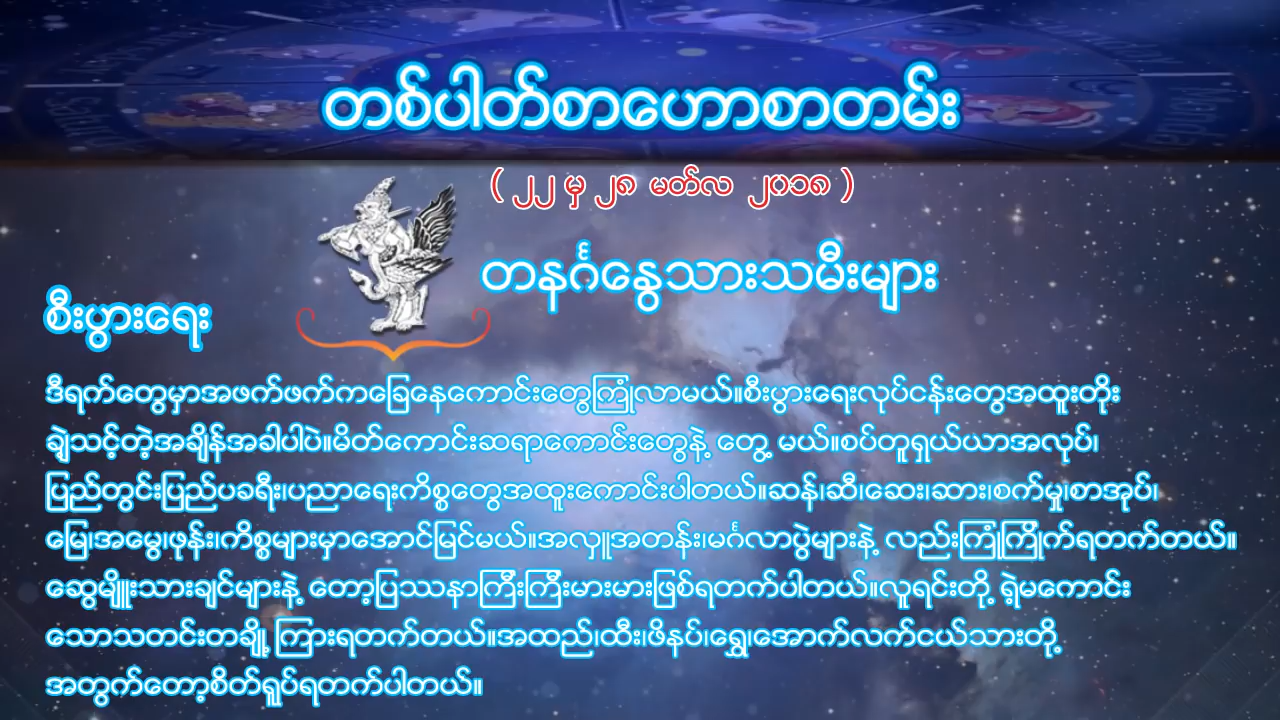 တစ်ပါတ်စာဟောစာတမ်း
( ၂၂ မှ ၂၈ မတ်လ ၂၀၁၈ )
တနင်္ဂနွေသားသမီးများ
စီးပွားရေး
ဒီရက်တွေမှာအဖက်ဖက်ကခြေနေကောင်းတွေကြုံလာမယ်။စီးပွားရေးလုပ်ငန်းတွေအထူးတိုး
ချဲ့သင့်တဲ့အချိန်အခါပါပဲ။မိတ်ကောင်းဆရာကောင်းတွေနဲ့ တွေ့ မယ်။စပ်တူရှယ်ယာအလုပ်၊
ပြည်တွင်းပြည်ပခရီး၊ပညာရေးကိစ္စတွေအထူးကောင်းပါတယ်။ဆန်၊ဆီ၊ဆေး၊ဆား၊စက်မှု၊စာအုပ်၊
မြေ၊အမွေ၊ဖုန်း၊ကိစ္စများမှာအောင်မြင်မယ်။အလှူအတန်း၊မင်္ဂလာပွဲများနဲ့ လည်းကြုံကြိုက်ရတက်တယ်။
ဆွေမျိူးသားချင်များနဲ့ တော့ပြဿနာကြီးကြီးမားမားဖြစ်ရတက်ပါတယ်။လူရင်းတို့ ရဲ့မကောင်း
သောသတင်းတချို့ ကြားရတက်တယ်။အထည်၊ထီး၊ဖိနပ်၊ရွှေ၊အောက်လက်ငယ်သားတို့
အတွက်တော့စိတ်ရှုပ်ရတက်ပါတယ်။